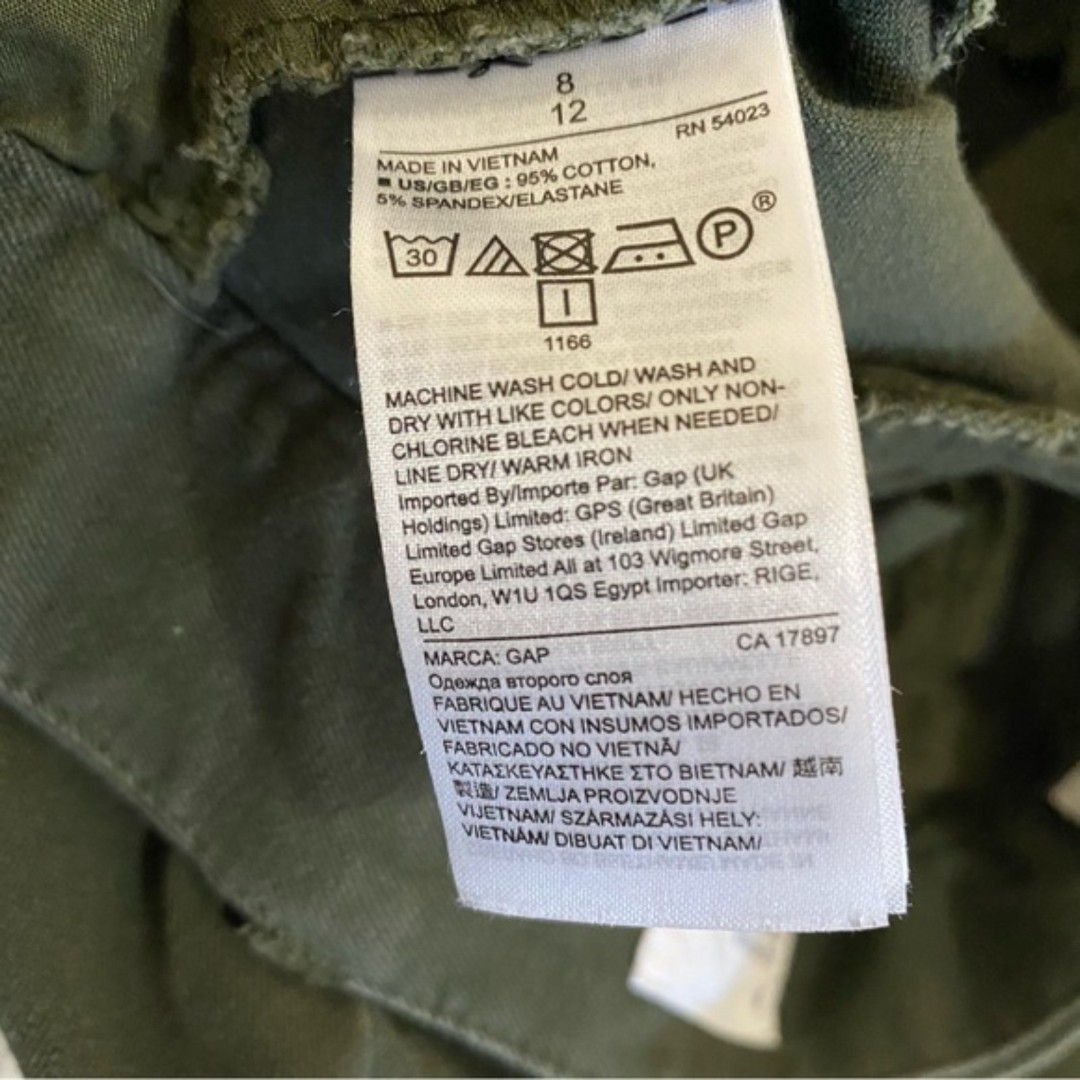 8
12
RN 54023
MADE IN VIETNAM
US/GB/EG : 95% COTTON,
5% SPANDEX/ELASTANE
30
P ®
1166
MACHINE WASH COLD/ WASH AND
DRY WITH LIKE COLORS/ ONLY NON-
CHLORINE BLEACH WHEN NEEDED/
LINE DRY/ WARM IRON
Imported By/Importe Par: Gap (UK
Holdings) Limited: GPS (Great Britain)
Limited Gap Stores (Ireland) Limited Gap
Europe Limited All at 103 Wigmore Street,
London, W1U 1QS Egypt Importer: RIGE,
LLC
MARCA: GAP CA 17897
Одежда второго слоя
FABRIQUE AU VIETNAM/ HECHO EN
VIETNAM CON INSUMOS IMPORTADOS/
FABRICADO NO VIETNÃ/
ΚΑΤΑΣΚΕΥΑΣΤΗΚΕ ΣΤΟ ΒΙΕΤΝΑΜ/ 越南
製造/ ZEMLJA PROIZVODNJE
VIJETNAM/ SZÁRMAZÁSI HELY:
VIETNÁM/ DIBUAT DI VIETNAM/